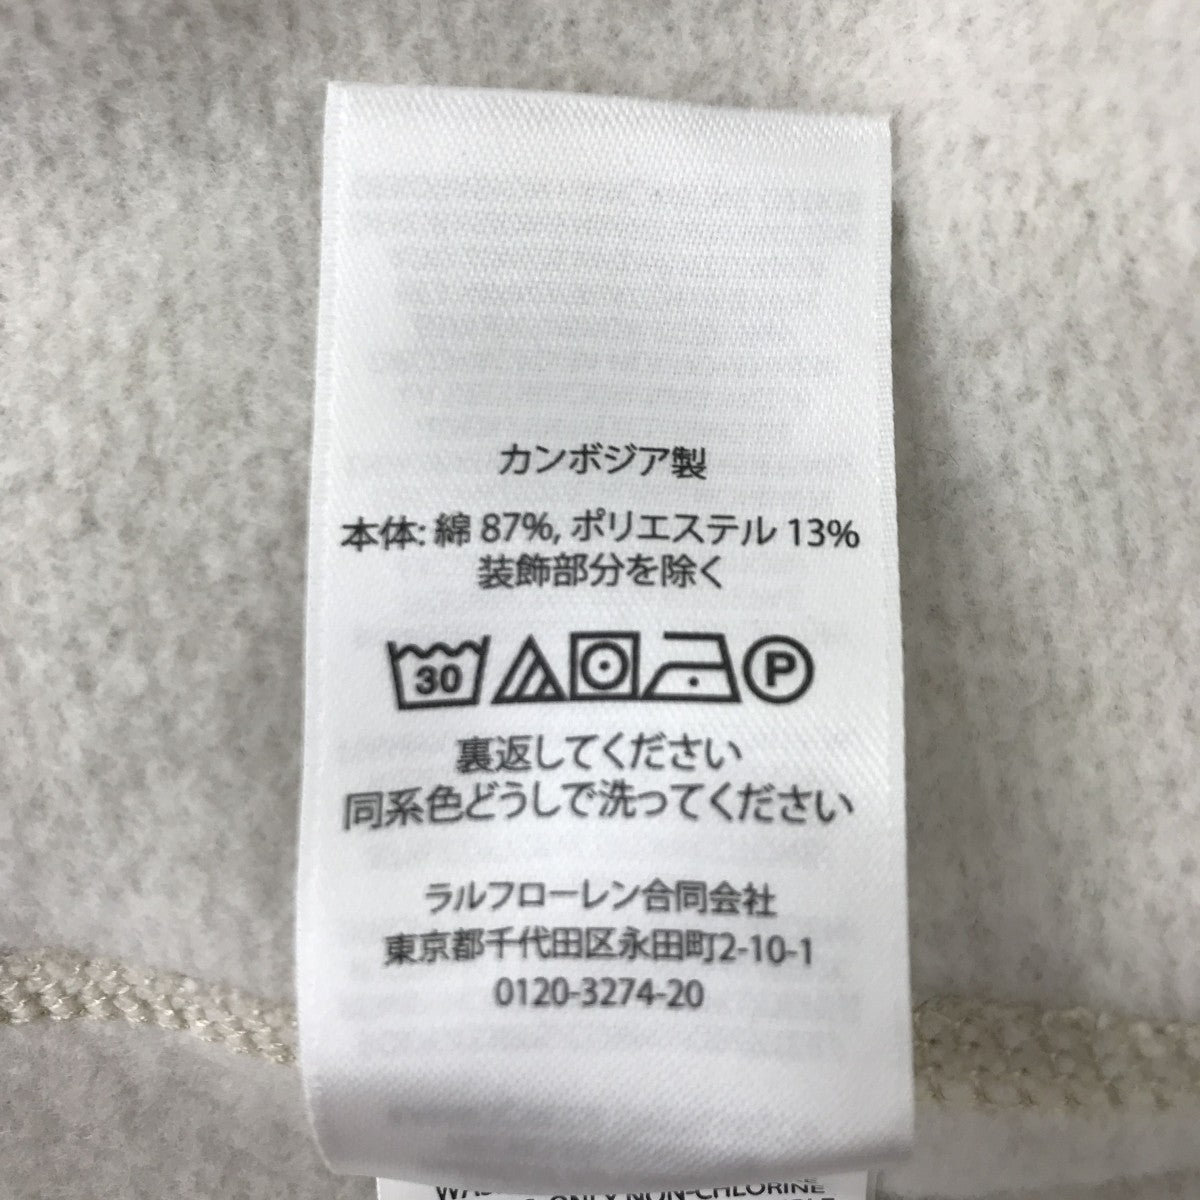 カンボジア製
本体: 綿 87%, ポリエステル 13%
装飾部分を除く
30 P
裏返してください
同系色どうしで洗ってください
ラルフローレン合同会社
東京都千代田区永田町2-10-1
0120-3274-20
ONLY NON-CHLORINE